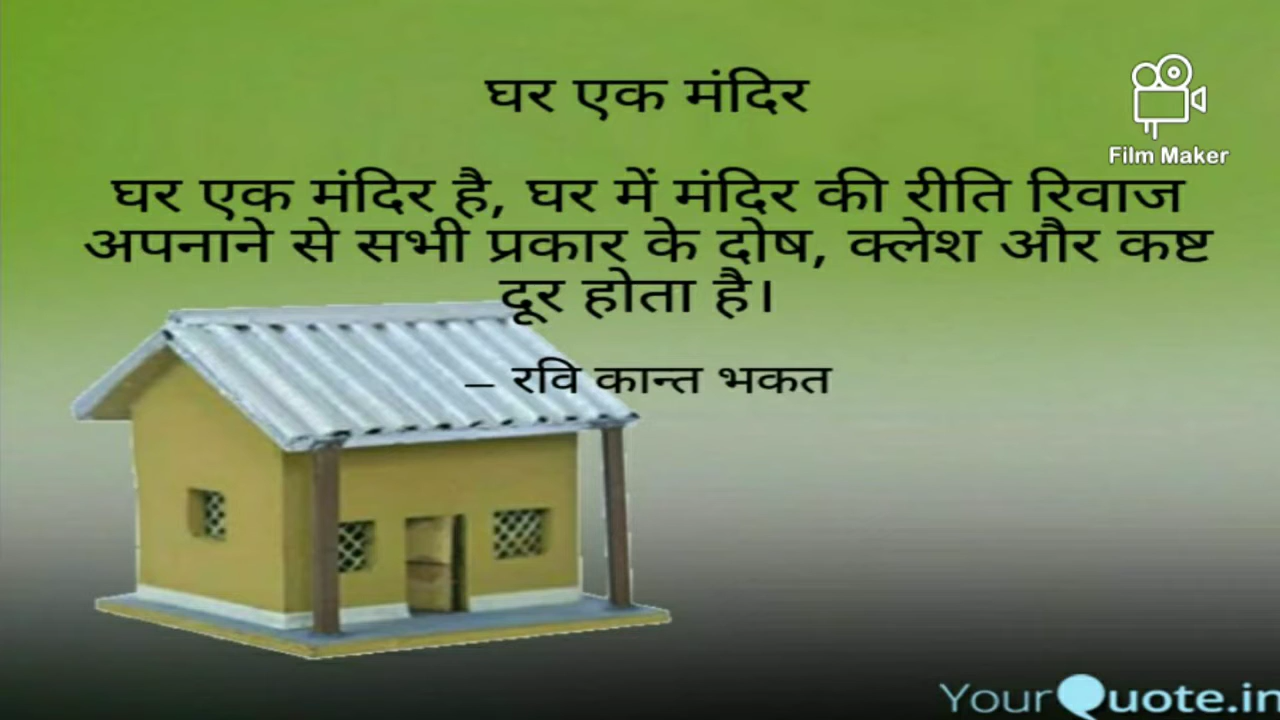 घर एक मंदिर
Film Maker
घर एक मंदिर है, घर में मंदिर की रीति रिवाज
अपनाने से सभी प्रकार के दोष, क्लेश और कष्ट
दूर होता है।
– रवि कान्त भकत
YourQuote.in